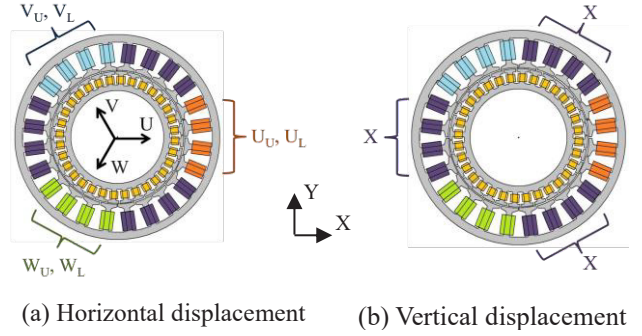 V_U, V_L
X
V
U
W
U_U, U_L
X
Y
X
W_U, W_L
X
(a) Horizontal displacement
(b) Vertical displacement